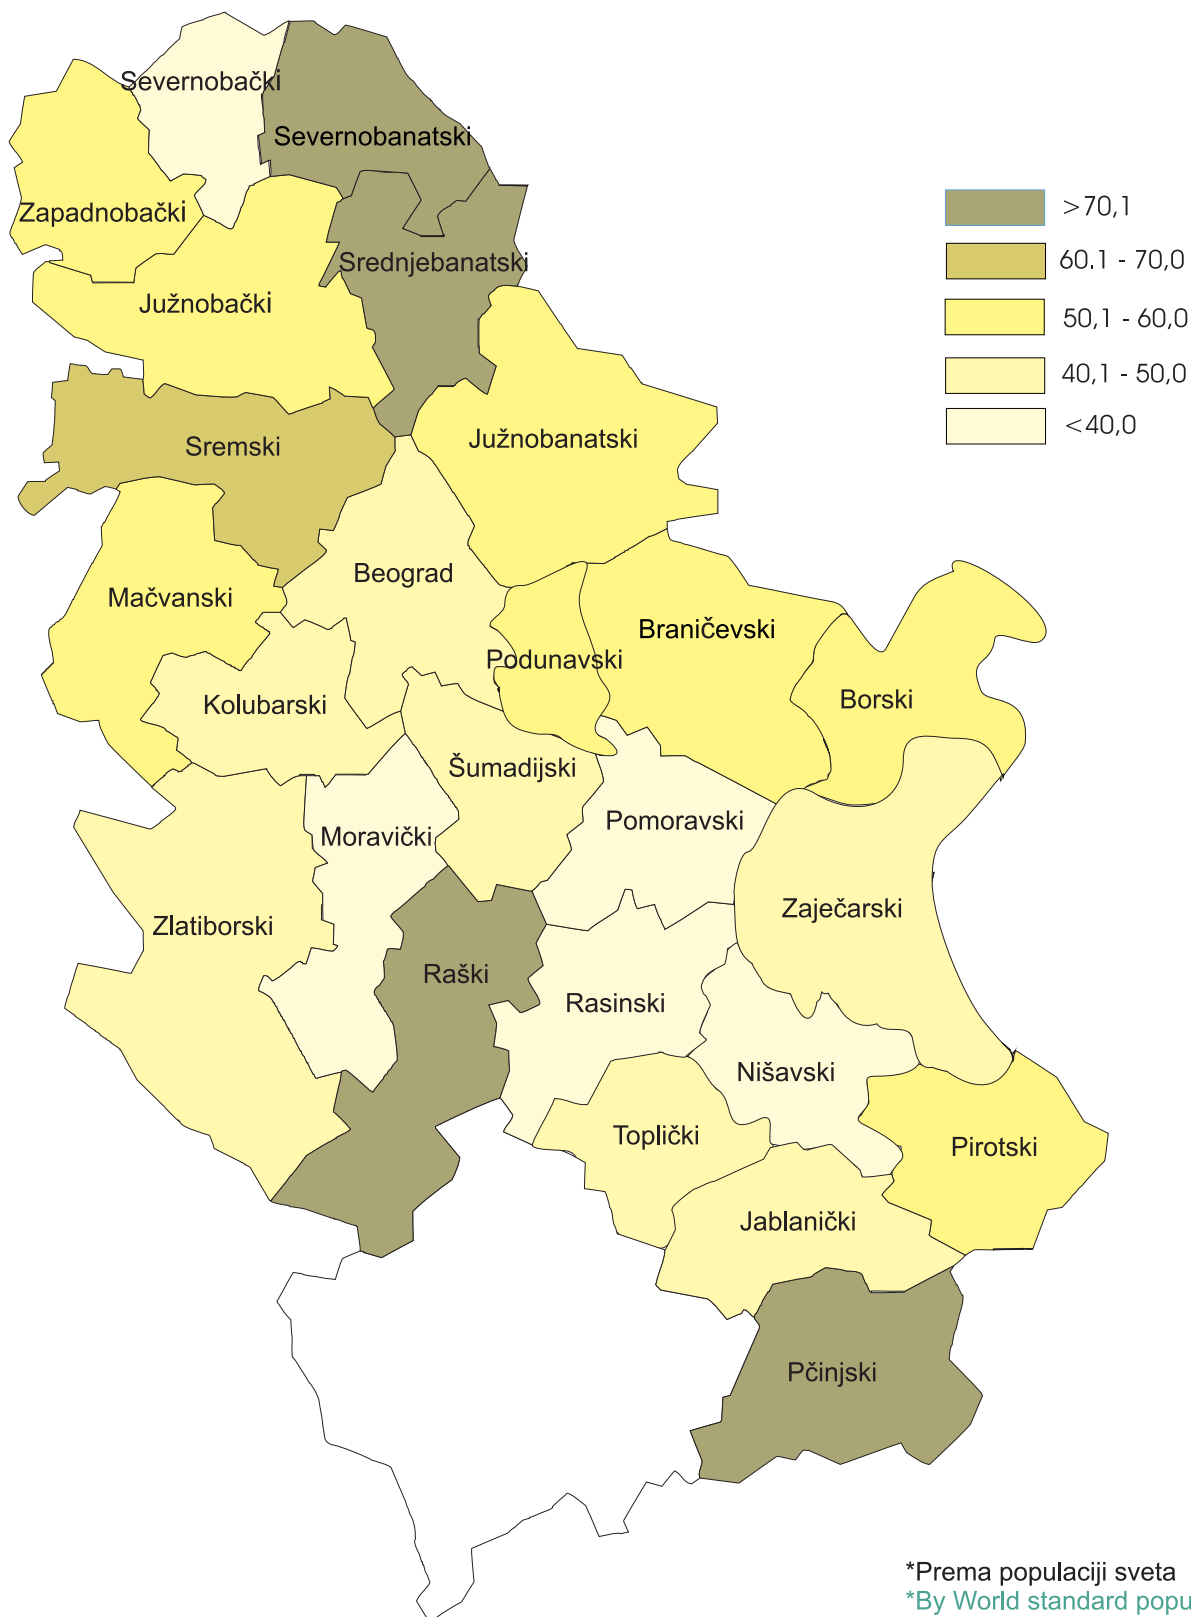 Severnobački
Severnobanatski
Zapadnobački
Srednjebanatski
Južnobački
>70,1
60.1 - 70,0
50,1 - 60,0
40,1 - 50,0
<40,0
Sremski
Južnobanatski
Beograd
Mačvanski
Braničevski
Podunavski
Kolubarski
Borski
Šumadijski
Pomoravski
Moravički
Zaječarski
Zlatiborski
Raški
Rasinski
Nišavski
Toplički
Pirotski
Jablanički
Pčinjski
*Prema populaciji sveta
*By World standard popu